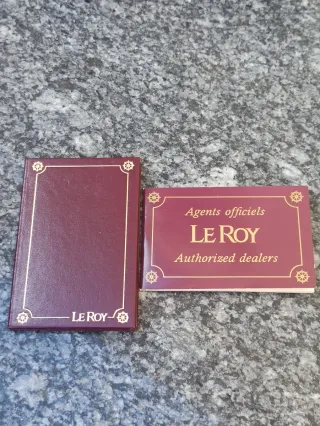 LE ROY
Agents officiels
LE ROY
Authorized dealers